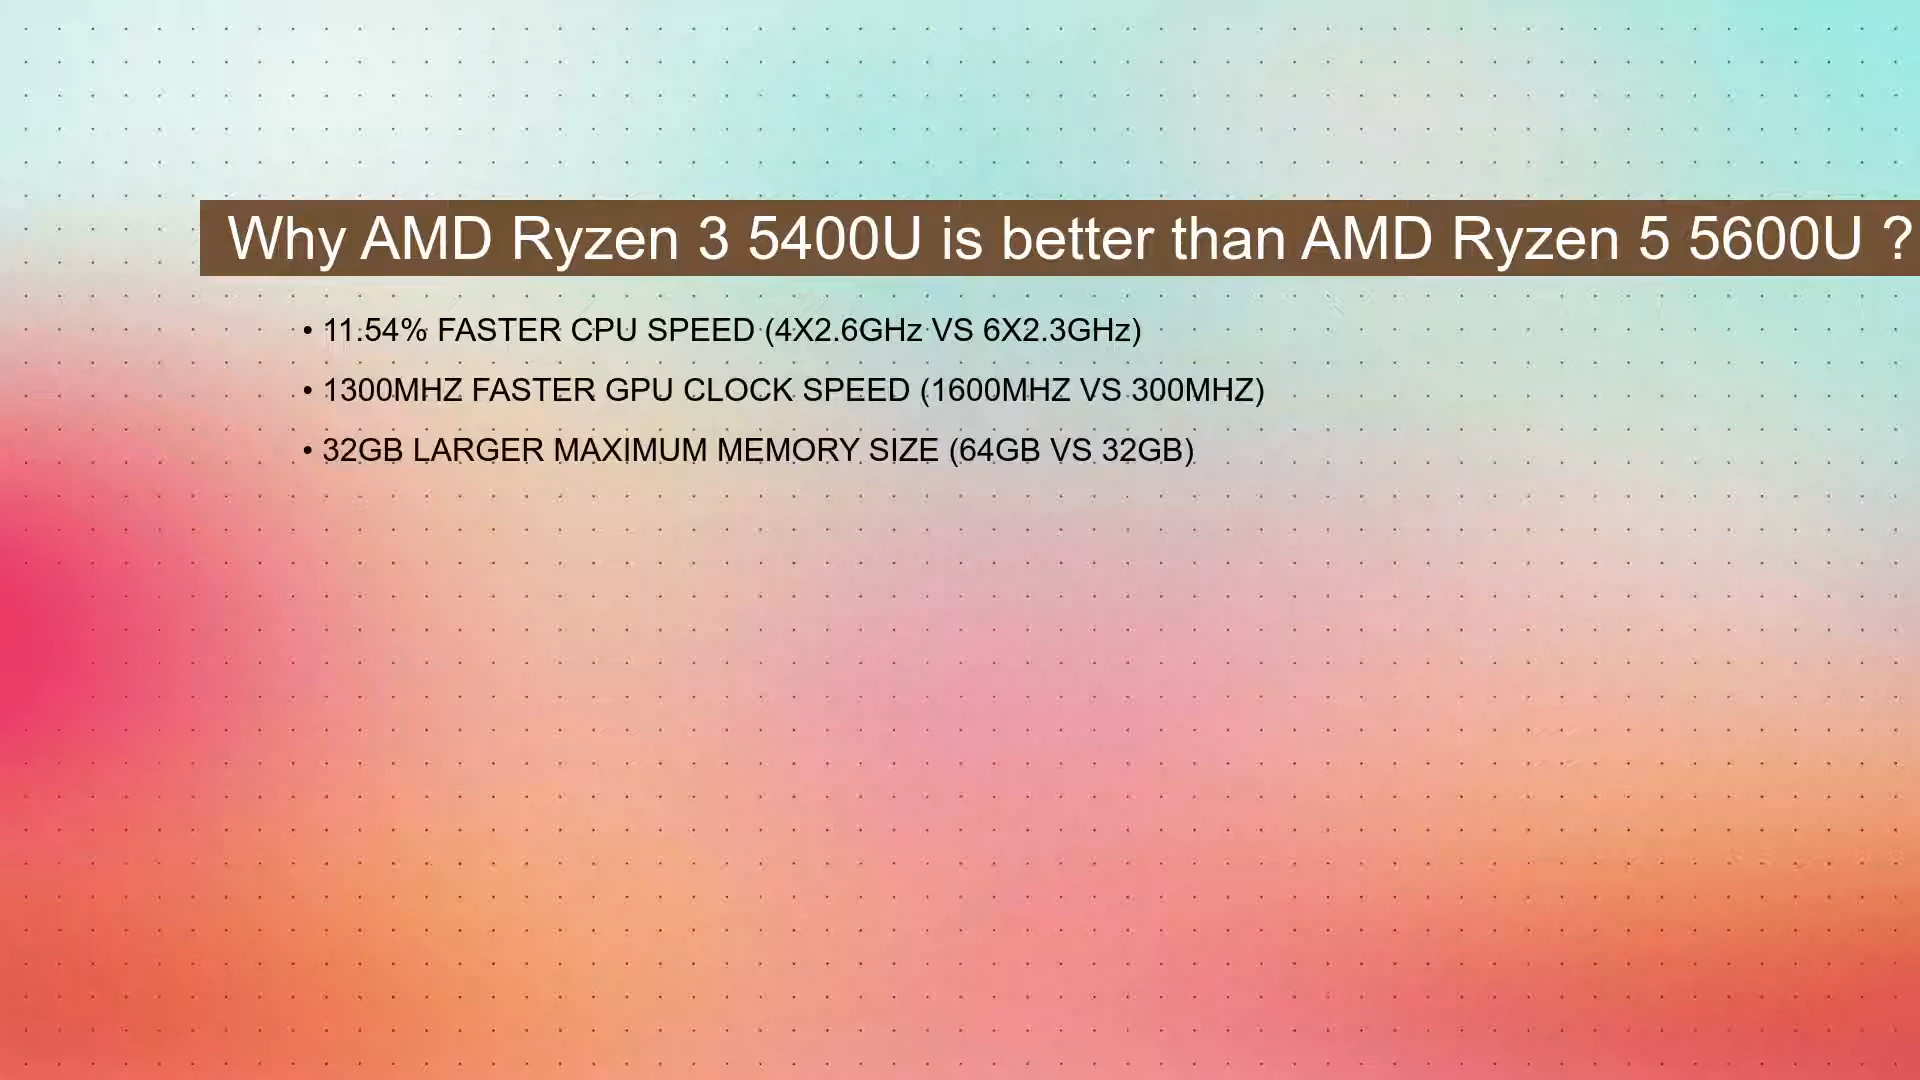 Why AMD Ryzen 3 5400U is better than AMD Ryzen 5 5600U ?
• 11.54% FASTER CPU SPEED (4X2.6GHz VS 6X2.3GHz)
• 1300MHZ FASTER GPU CLOCK SPEED (1600MHZ VS 300MHZ)
• 32GB LARGER MAXIMUM MEMORY SIZE (64GB VS 32GB)